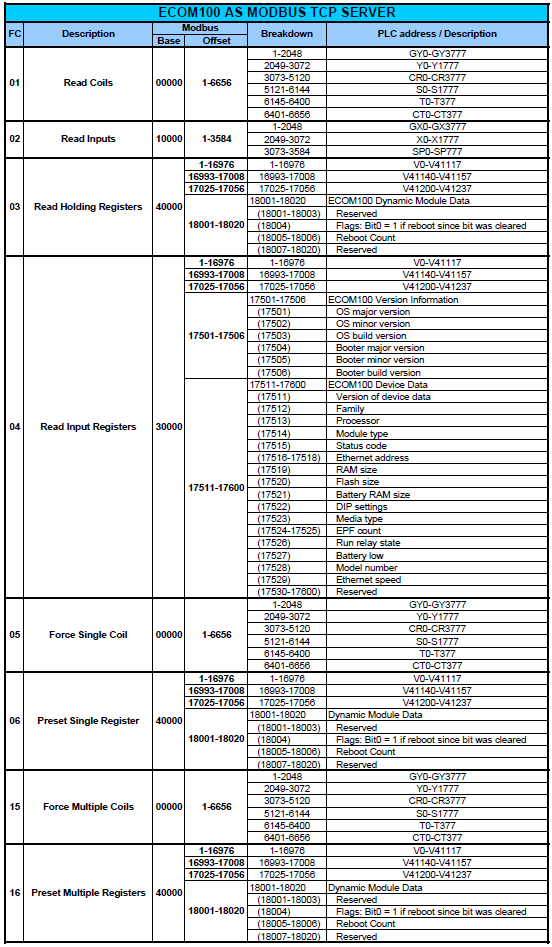 ECOM100 AS MODBUS TCP SERVER
FC Description Modbus Breakdown PLC address / Description
Base Offset
01 Read Coils 00000 1-6656
1-2048 GY0-GY3777
2049-3072 Y0-Y1777
3073-5120 CR0-CR3777
5121-6144 S0-S1777
6145-6400 T0-T377
6401-6656 CT0-CT377
02 Read Inputs 10000 1-3584
1-2048 GX0-GX3777
2049-3072 X0-X1777
3073-3584 SP0-SP777
03 Read Holding Registers 40000
1-16976 1-16976 V0-V41117
16993-17008 16993-17008 V41140-V41157
17025-17056 17025-17056 V41200-V41237
18001-18020
18001-18020 ECOM100 Dynamic Module Data
(18001-18003) Reserved
(18004) Flags: Bit0 = 1 if reboot since bit was cleared
(18005-18006) Reboot Count
(18007-18020) Reserved
04 Read Input Registers 30000
1-16976 1-16976 V0-V41117
16993-17008 16993-17008 V41140-V41157
17025-17056 17025-17056 V41200-V41237
17501-17506
17501-17506 ECOM100 Version Information
(17501) OS major version
(17502) OS minor version
(17503) OS build version
(17504) Booter major version
(17505) Booter minor version
(17506) Booter build version
17511-17600
17511-17600 ECOM100 Device Data
(17511) Version of device data
(17512) Family
(17513) Processor
(17514) Module type
(17515) Status code
(17516-17518) Ethernet address
(17519) RAM size
(17520) Flash size
(17521) Battery RAM size
(17522) DIP settings
(17523) Media type
(17524-17525) EPF count
(17526) Run relay state
(17527) Battery low
(17528) Model number
(17529) Ethernet speed
(17530-17600) Reserved
05 Force Single Coil 00000 1-6656
1-2048 GY0-GY3777
2049-3072 Y0-Y1777
3073-5120 CR0-CR3777
5121-6144 S0-S1777
6145-6400 T0-T377
6401-6656 CT0-CT377
06 Preset Single Register 40000
1-16976 1-16976 V0-V41117
16993-17008 16993-17008 V41140-V41157
17025-17056 17025-17056 V41200-V41237
18001-18020
18001-18020 Dynamic Module Data
(18001-18003) Reserved
(18004) Flags: Bit0 = 1 if reboot since bit was cleared
(18005-18006) Reboot Count
(18007-18020) Reserved
15 Force Multiple Coils 00000 1-6656
1-2048 GY0-GY3777
2049-3072 Y0-Y1777
3073-5120 CR0-CR3777
5121-6144 S0-S1777
6145-6400 T0-T377
6401-6656 CT0-CT377
16 Preset Multiple Registers 40000
1-16976 1-16976 V0-V41117
16993-17008 16993-17008 V41140-V41157
17025-17056 17025-17056 V41200-V41237
18001-18020
18001-18020 Dynamic Module Data
(18001-18003) Reserved
(18004) Flags: Bit0 = 1 if reboot since bit was cleared
(18005-18006) Reboot Count
(18007-18020) Reserved